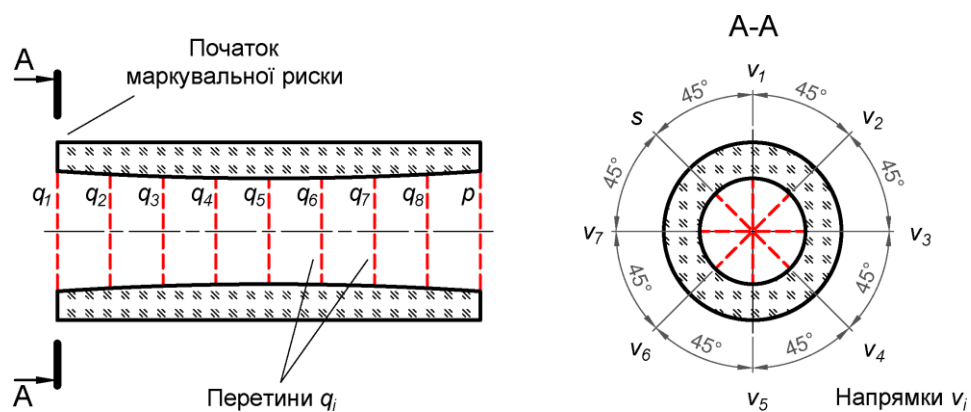 A-A
A
Початок
маркувальної риски
q1 q2 q3 q4 q5 q6 q7 q8 p
A
Перетини qi
v1
45° 45°
s v2
45° 45°
v7 v3
45° 45°
v6 v4
45° 45°
v5
Напрямки vi